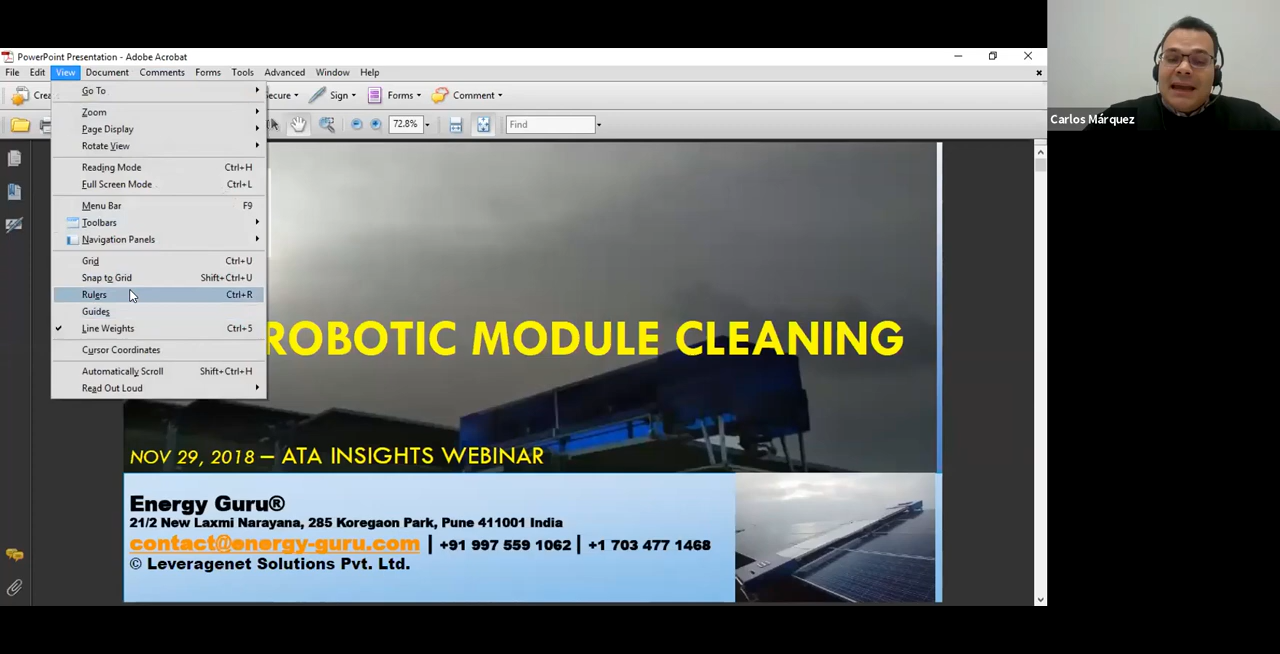 PowerPoint Presentation - Adobe Acrobat
File Edit View Document Comments Forms Tools Advanced Window Help
Secure Sign Forms Comment
72.8% Find
Go To
Zoom
Page Display
Rotate View
Reading Mode Ctrl+H
Full Screen Mode Ctrl+L
Menu Bar F9
Toolbars
Navigation Panels
Grid Ctrl+U
Snap to Grid Shift+Ctrl+U
Rulers Ctrl+R
Guides
Line Weights Ctrl+5
Cursor Coordinates
Automatically Scroll Shift+Ctrl+H
Read Out Loud
ROBOTIC MODULE CLEANING
NOV 29, 2018 – ATA INSIGHTS WEBINAR
Energy Guru®
21/2 New Laxmi Narayana, 285 Koregaon Park, Pune 411001 India
contact@energy-guru.com | +91 997 559 1062 | +1 703 477 1468
© Leveragenet Solutions Pvt. Ltd.
Carlos Márquez